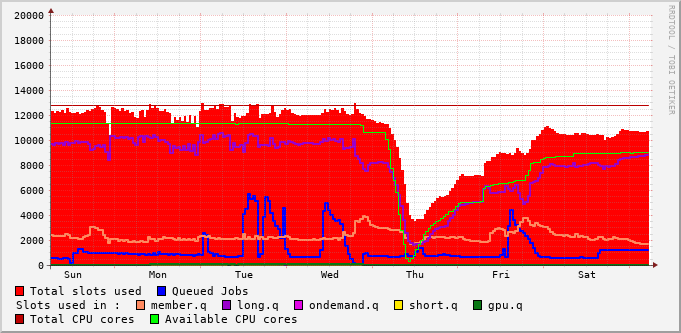 20000
18000
16000
14000
12000
10000
8000
6000
4000
2000
0
Sun Mon Tue Wed Thu Fri Sat
RRDTOOL / TOBI OETIKER
Total slots used Queued Jobs
Slots used in : member.q long.q ondemand.q short.q gpu.q
Total CPU cores Available CPU cores